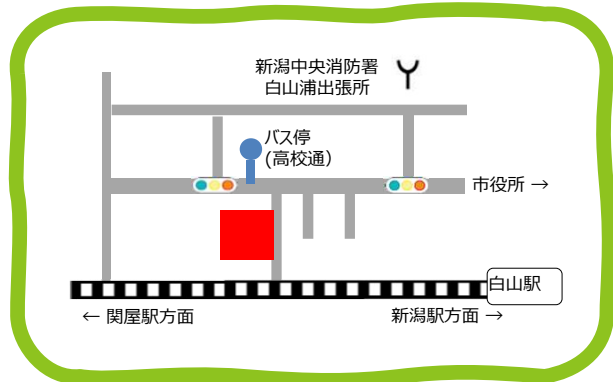 新潟中央消防署
白山浦出張所
バス停
(高校通)
市役所 →
白山駅
← 関屋駅方面
新潟駅方面 →